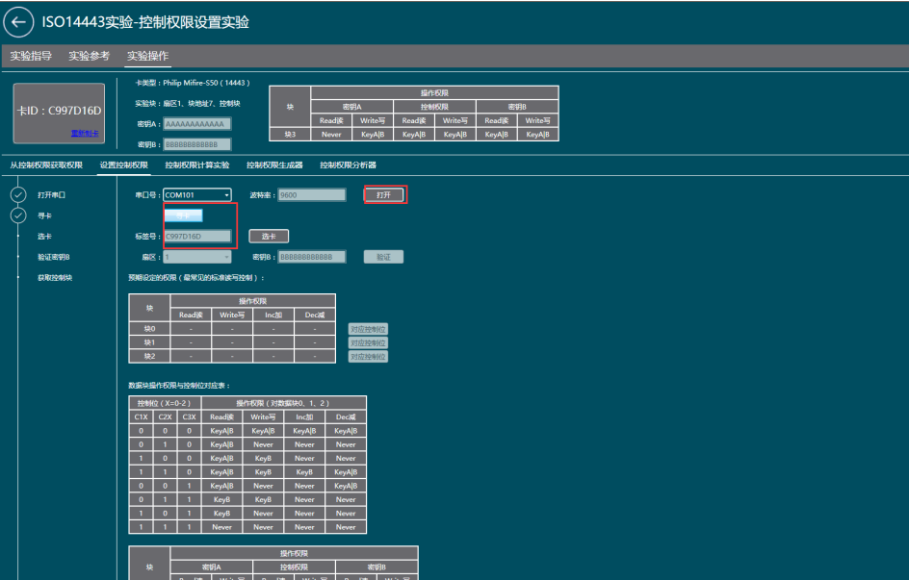 ISO14443实验-控制权限设置实验
实验指导 实验参考 实验操作
卡ID：C997D16D
重新制卡
卡类型：Philip Mifire-S50（14443）
实验块：扇区1、块地址7、控制块
密钥A：AAAAAAAAAAAA
密钥B：BBBBBBBBBBBB
块 操作权限
密钥A 控制权限 密钥B
Read读 Write写 Read读 Write写 Read读 Write写
块3 Never KeyA|B KeyA|B KeyA|B KeyA|B KeyA|B
从控制权限获取权限 设置控制权限 控制权限计算实验 控制权限生成器 控制权限分析器
打开串口 串口号：COM101 波特率：9600 打开
寻卡 寻卡
选卡 标签号：C997D16D 选卡
验证密钥B 扇区：1 密钥B：BBBBBBBBBBBB 验证
获取控制块
预期设定的权限（最常见的标准读写控制）：
块 操作权限
Read读 Write写 Inc加 Dec减
块0 - - - - 对应控制位
块1 - - - - 对应控制位
块2 - - - - 对应控制位
数据块操作权限与控制位对应表：
控制位（X=0-2） 操作权限（对数据块0，1，2）
C1X C2X C3X Read读 Write写 Inc加 Dec减
0 0 0 KeyA|B KeyA|B KeyA|B KeyA|B
0 1 0 KeyA|B Never Never Never
1 0 0 KeyA|B KeyB Never Never
1 1 0 KeyA|B KeyB KeyB KeyA|B
0 0 1 KeyA|B Never Never KeyA|B
0 1 1 KeyB KeyB Never Never
1 0 1 KeyB Never Never Never
1 1 1 Never Never Never Never
块 操作权限
密钥A 控制权限 密钥B